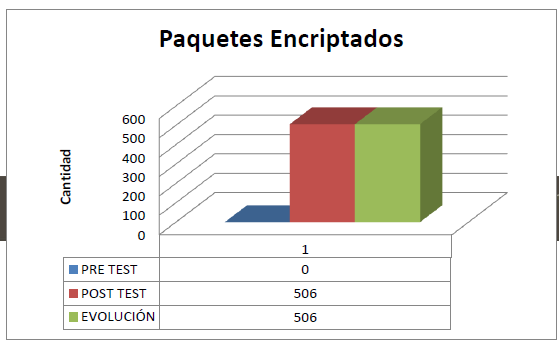 Paquetes Encriptados
Cantidad
600
500
400
300
200
100
0
1
PRE TEST 0
POST TEST 506
EVOLUCIÓN 506